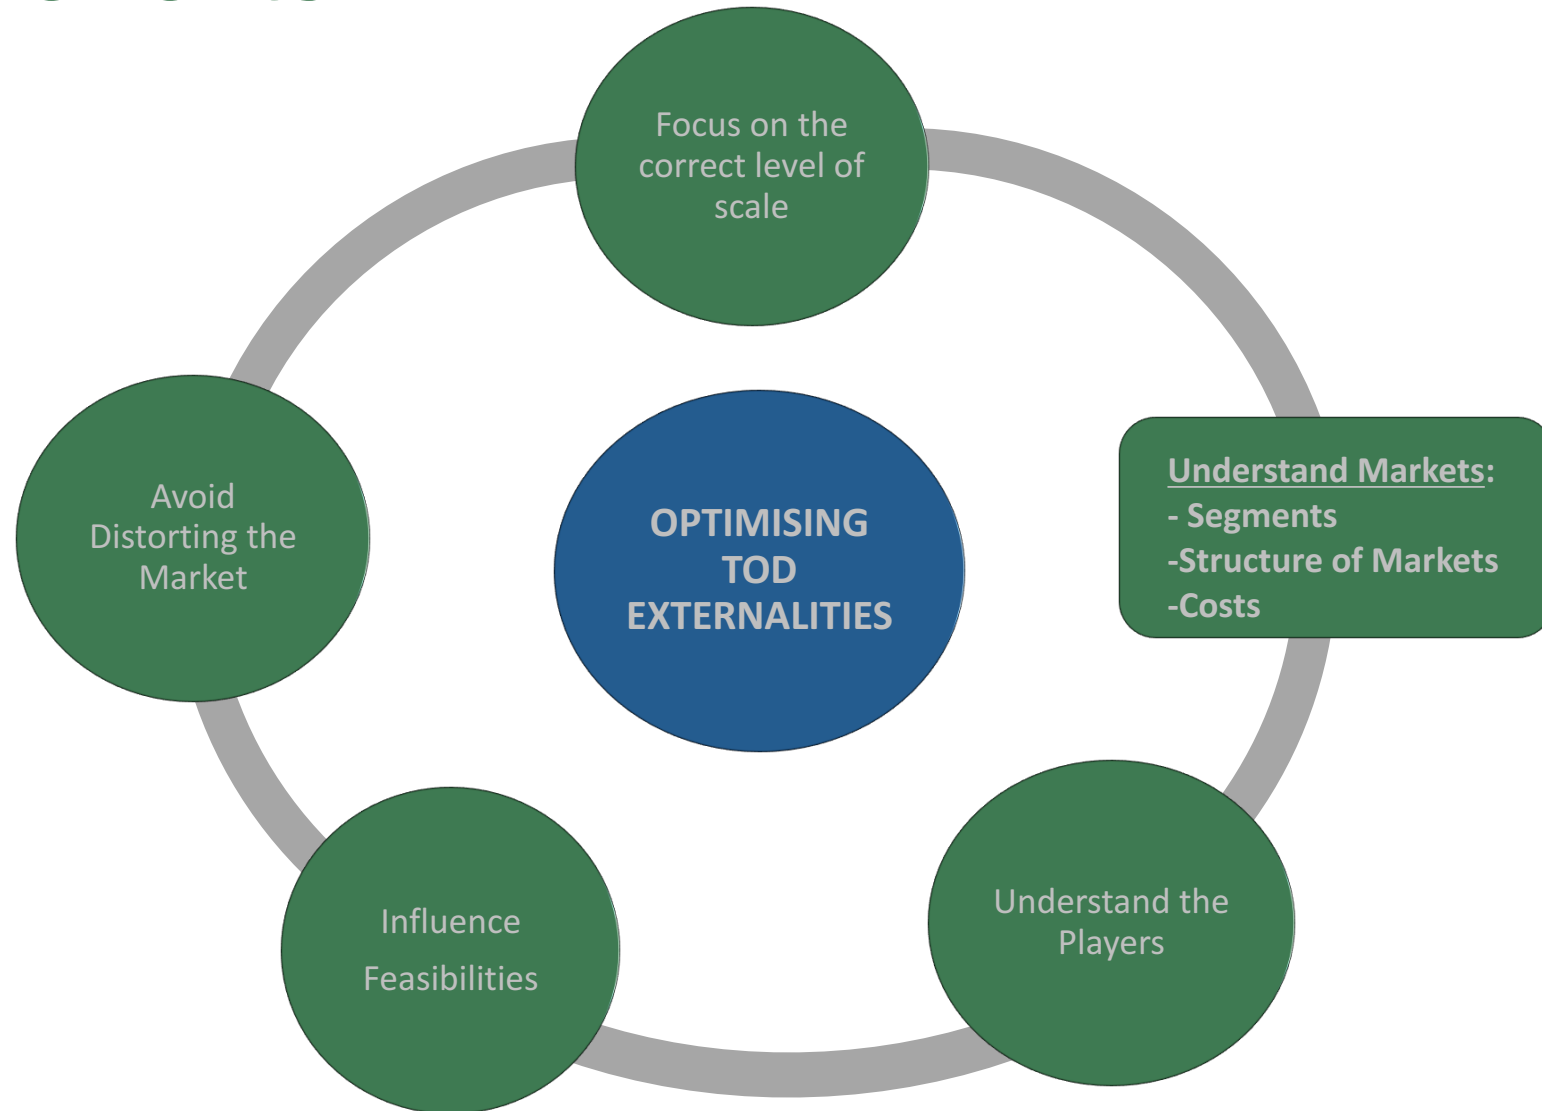 Focus on the
correct level of
scale
Understand Markets:
- Segments
-Structure of Markets
-Costs
Avoid
Distorting the
Market
OPTIMISING
TOD
EXTERNALITIES
Understand the
Players
Influence
Feasibilities